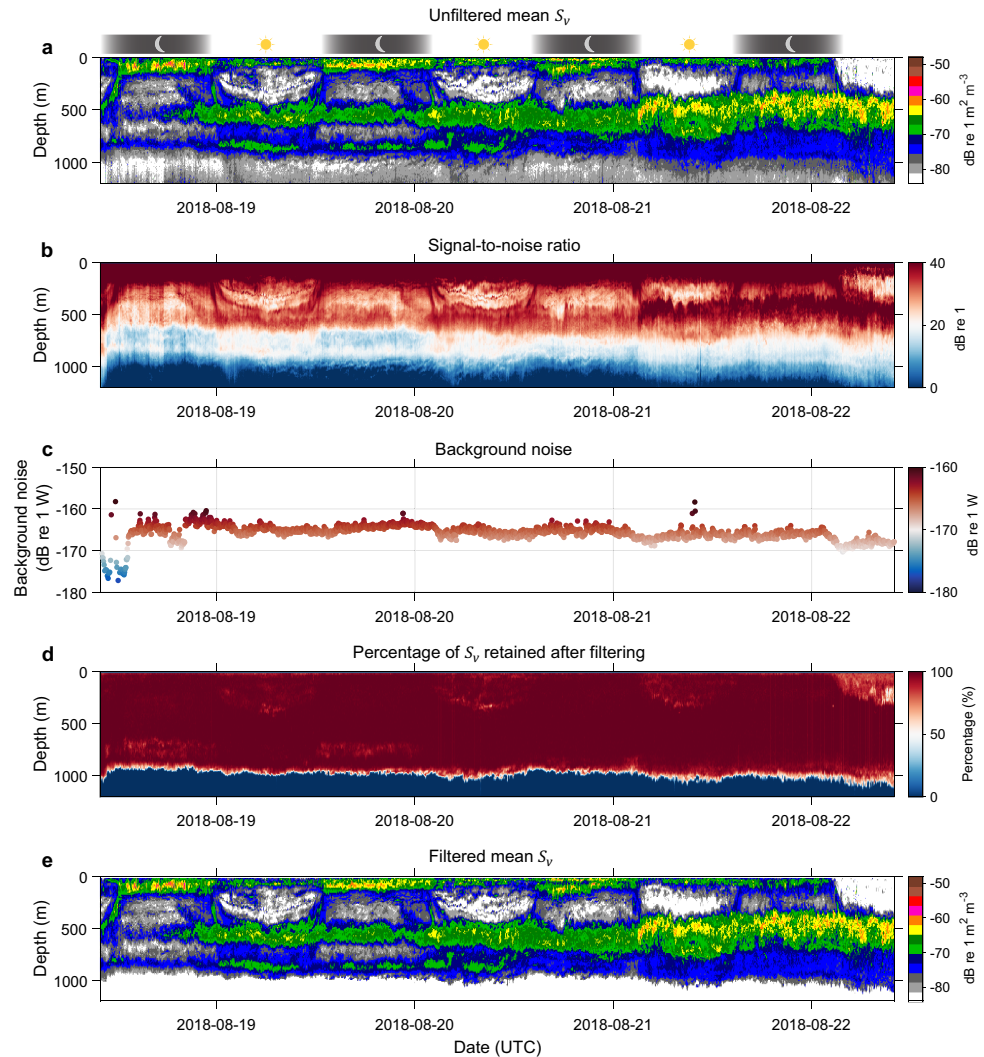 Unfiltered mean Sᵥ
a
0
500
1000
Depth (m)
2018-08-19 2018-08-20 2018-08-21 2018-08-22
-50
-60
-70
-80
dB re 1 m² m⁻³
b
Signal-to-noise ratio
0
500
1000
Depth (m)
2018-08-19 2018-08-20 2018-08-21 2018-08-22
40
20
0
dB re 1
c
Background noise
-150
-160
-170
-180
Background noise
(dB re 1 W)
2018-08-19 2018-08-20 2018-08-21 2018-08-22
-160
-170
-180
dB re 1 W
d
Percentage of Sᵥ retained after filtering
0
500
1000
Depth (m)
2018-08-19 2018-08-20 2018-08-21 2018-08-22
100
50
0
Percentage (%)
e
Filtered mean Sᵥ
0
500
1000
Depth (m)
2018-08-19 2018-08-20 2018-08-21 2018-08-22
Date (UTC)
-50
-60
-70
-80
dB re 1 m² m⁻³